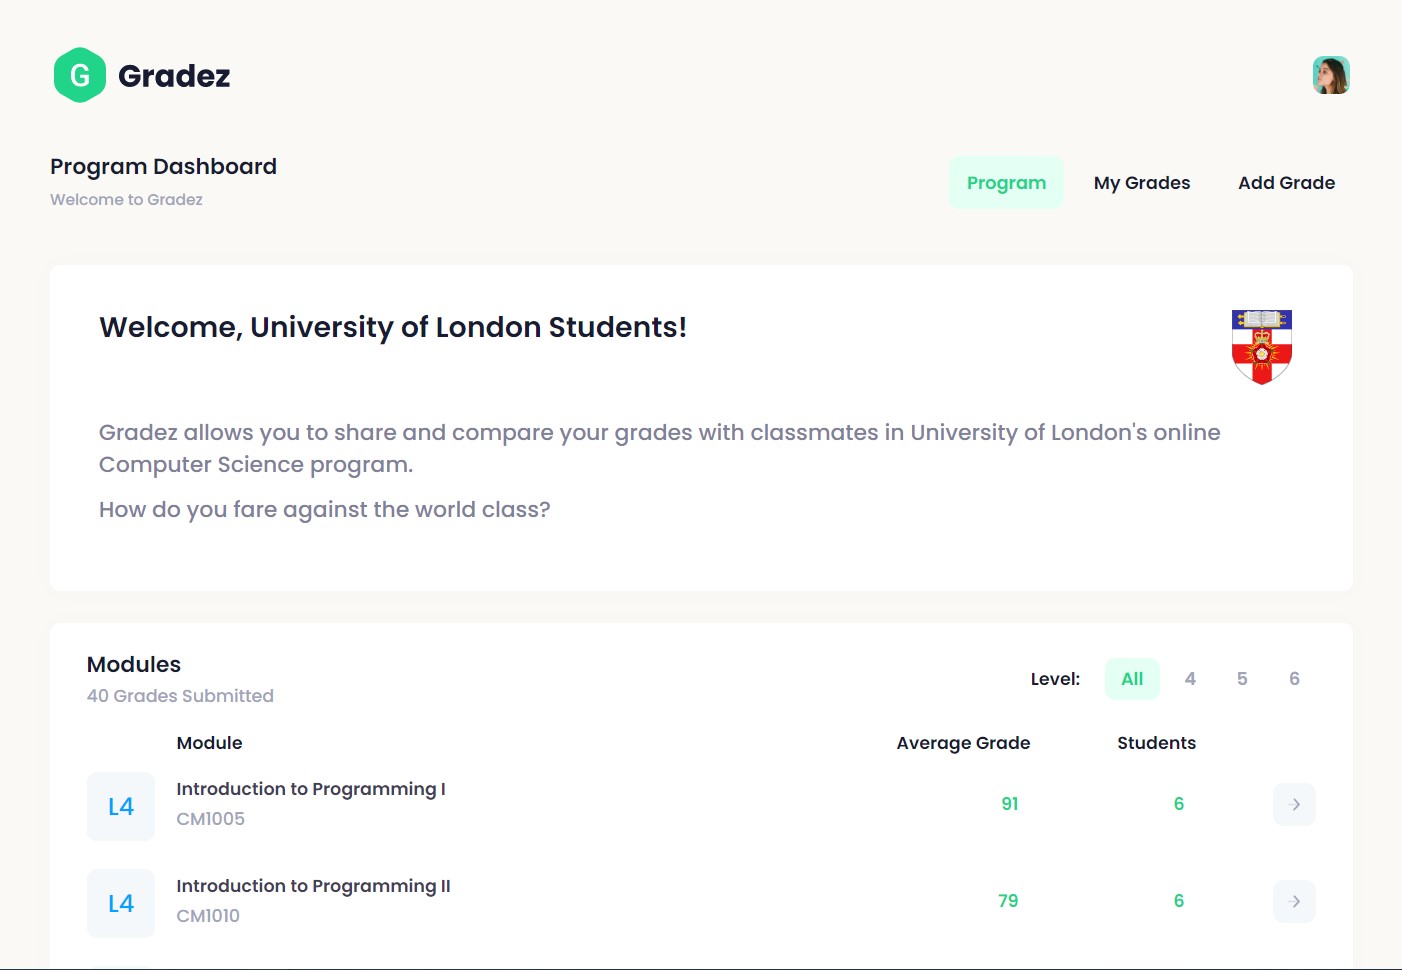 G Gradez
Program Dashboard
Welcome to Gradez
Program My Grades Add Grade
Welcome, University of London Students!
Gradez allows you to share and compare your grades with classmates in University of London's online
Computer Science program.
How do you fare against the world class?
Modules
40 Grades Submitted
Level: All 4 5 6
Module Average Grade Students
L4 Introduction to Programming I 91 6
CM1005
L4 Introduction to Programming II 79 6
CM1010